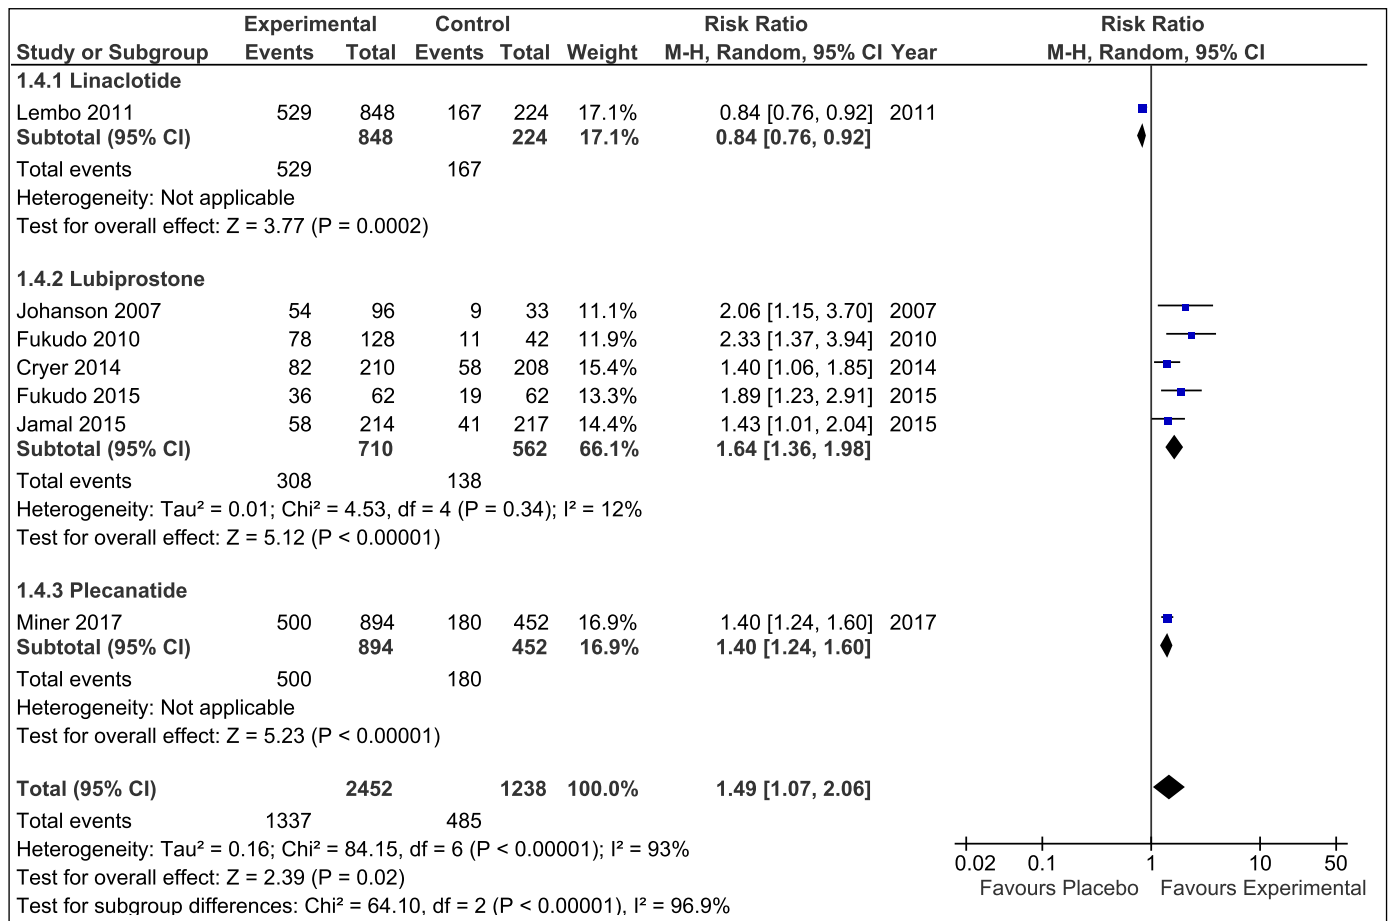 Experimental Control Risk Ratio Risk Ratio
Study or Subgroup Events Total Events Total Weight M-H, Random, 95% CI Year M-H, Random, 95% CI
1.4.1 Linaclotide
Lembo 2011 529 848 167 224 17.1% 0.84 [0.76, 0.92] 2011
Subtotal (95% CI) 848 224 17.1% 0.84 [0.76, 0.92]
Total events 529 167
Heterogeneity: Not applicable
Test for overall effect: Z = 3.77 (P = 0.0002)
1.4.2 Lubiprostone
Johanson 2007 54 96 9 33 11.1% 2.06 [1.15, 3.70] 2007
Fukudo 2010 78 128 11 42 11.9% 2.33 [1.37, 3.94] 2010
Cryer 2014 82 210 58 208 15.4% 1.40 [1.06, 1.85] 2014
Fukudo 2015 36 62 19 62 13.3% 1.89 [1.23, 2.91] 2015
Jamal 2015 58 214 41 217 14.4% 1.43 [1.01, 2.04] 2015
Subtotal (95% CI) 710 562 66.1% 1.64 [1.36, 1.98]
Total events 308 138
Heterogeneity: Tau² = 0.01; Chi² = 4.53, df = 4 (P = 0.34); I² = 12%
Test for overall effect: Z = 5.12 (P < 0.00001)
1.4.3 Plecanatide
Miner 2017 500 894 180 452 16.9% 1.40 [1.24, 1.60] 2017
Subtotal (95% CI) 894 452 16.9% 1.40 [1.24, 1.60]
Total events 500 180
Heterogeneity: Not applicable
Test for overall effect: Z = 5.23 (P < 0.00001)
Total (95% CI) 2452 1238 100.0% 1.49 [1.07, 2.06]
Total events 1337 485
Heterogeneity: Tau² = 0.16; Chi² = 84.15, df = 6 (P < 0.00001); I² = 93%
Test for overall effect: Z = 2.39 (P = 0.02)
Test for subgroup differences: Chi² = 64.10, df = 2 (P < 0.00001), I² = 96.9%
0.02 0.1 1 10 50
Favours Placebo Favours Experimental